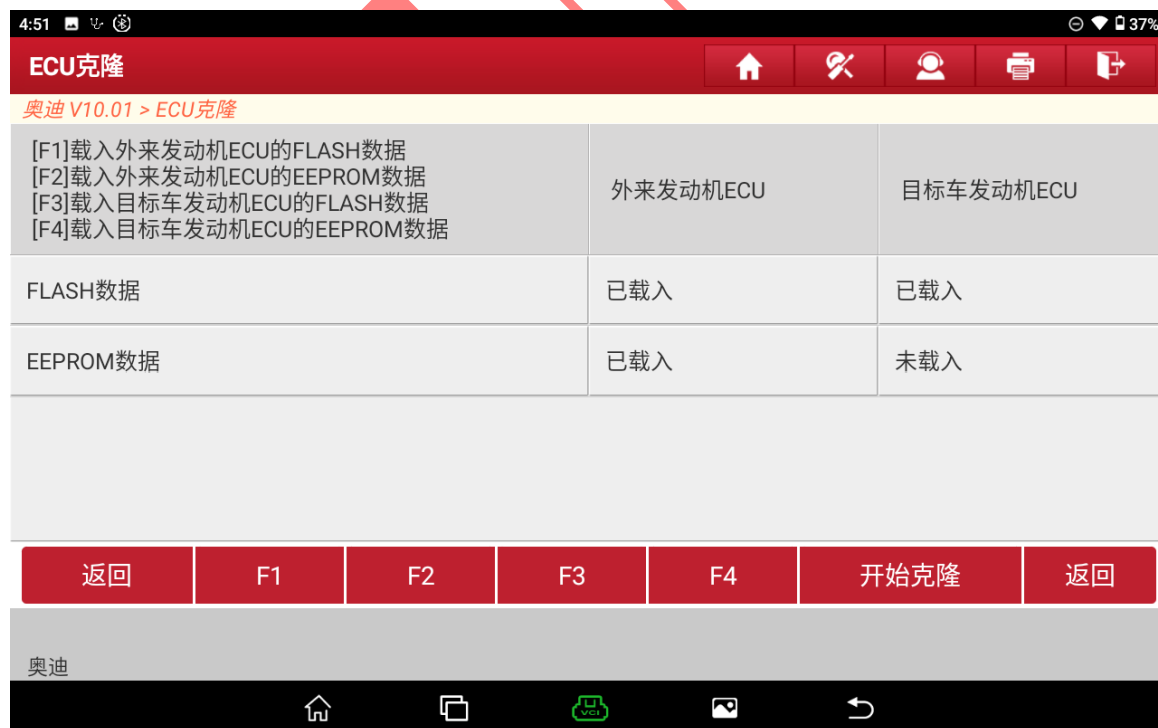 4:51
37%
ECU克隆
奥迪 V10.01 > ECU克隆
[F1]载入外来发动机ECU的FLASH数据
[F2]载入外来发动机ECU的EEPROM数据
[F3]载入目标车发动机ECU的FLASH数据
[F4]载入目标车发动机ECU的EEPROM数据
外来发动机ECU
目标车发动机ECU
FLASH数据
已载入
已载入
EEPROM数据
已载入
未载入
返回
F1
F2
F3
F4
开始克隆
返回
奥迪
VCI